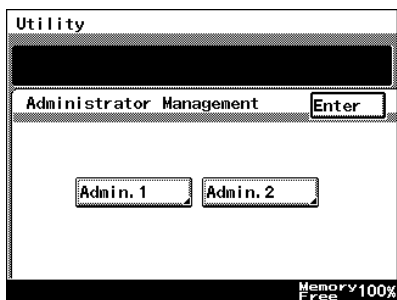 Utility
Administrator Management Enter
Admin. 1 Admin. 2
Memory Free 100%